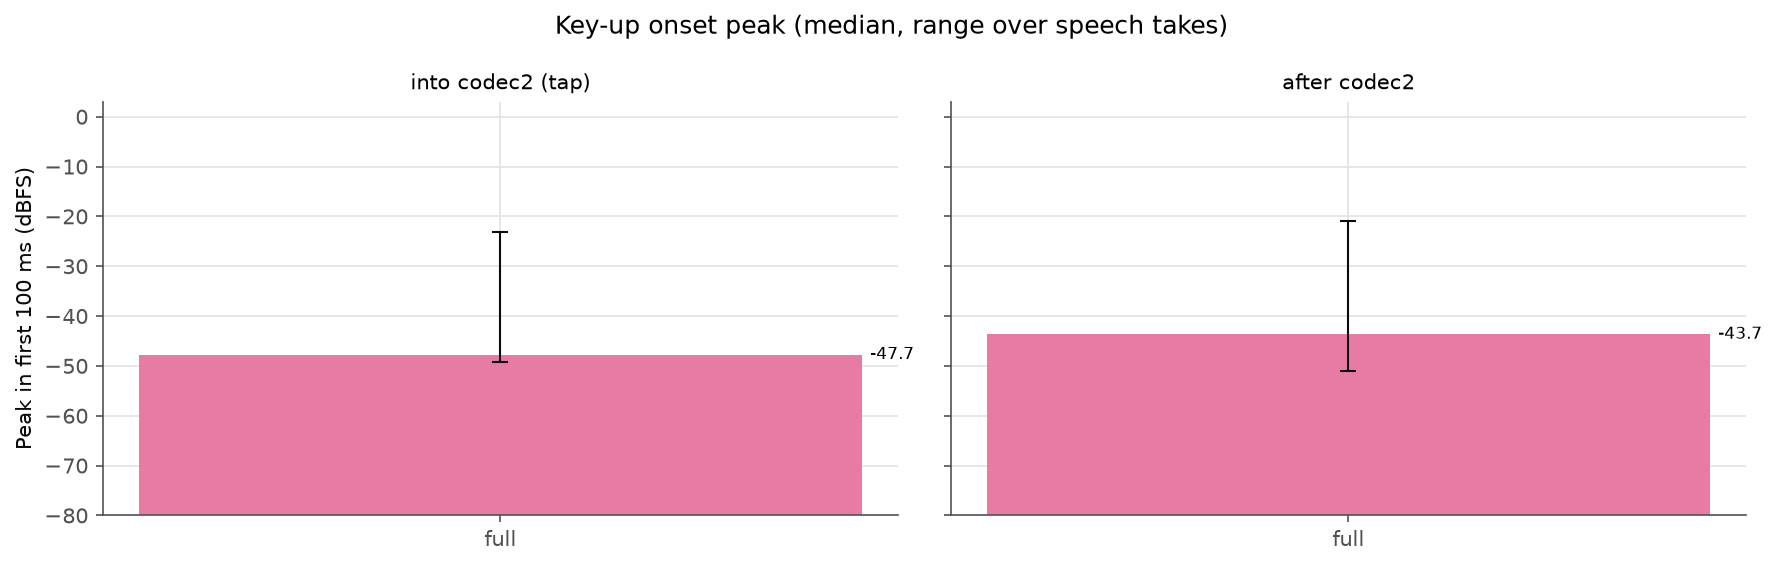 Key-up onset peak (median, range over speech takes)
into codec2 (tap)
after codec2
Peak in first 100 ms (dBFS)
0
−10
−20
−30
−40
−50
−60
−70
−80
-47.7
-43.7
full
full